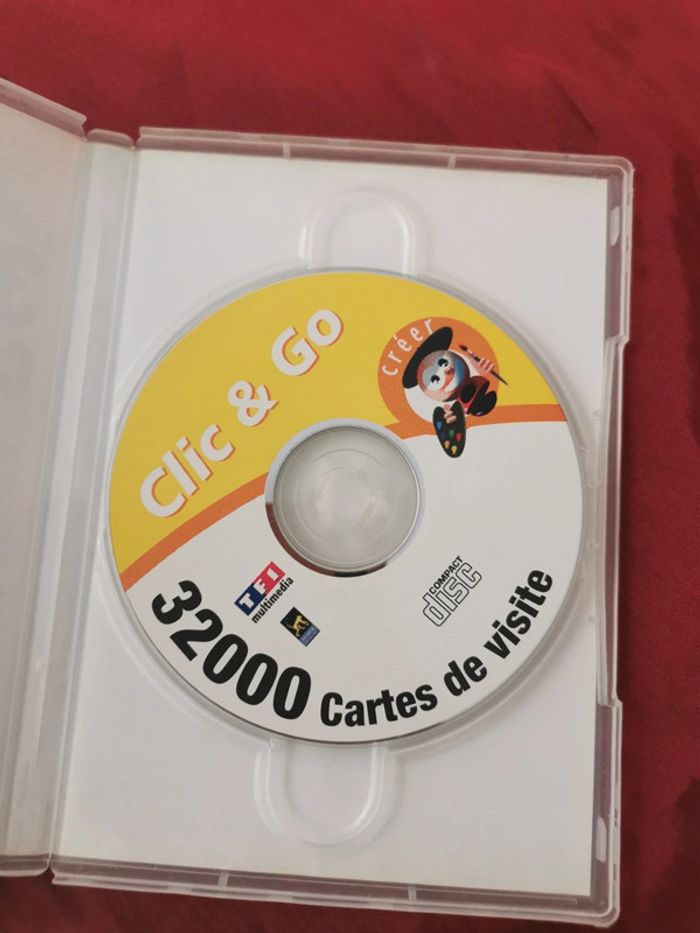 Clic & Go
créer
TF1
multimedia
COMPACT
disc
32000 Cartes de visite